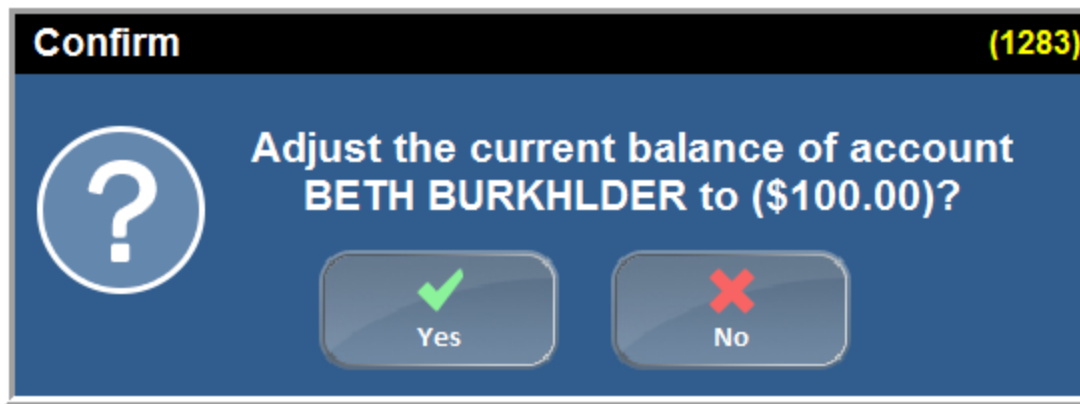 Confirm (1283)
?
Adjust the current balance of account
BETH BURKHLDER to ($100.00)?
Yes No